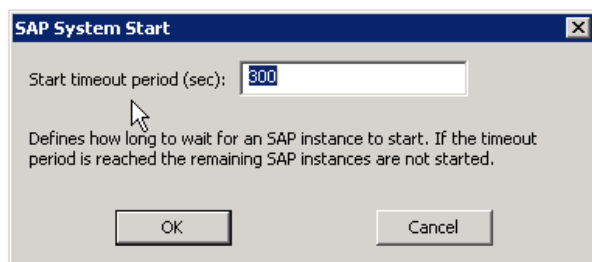 SAP System Start
Start timeout period (sec): 300
Defines how long to wait for an SAP instance to start. If the timeout
period is reached the remaining SAP instances are not started.
OK Cancel